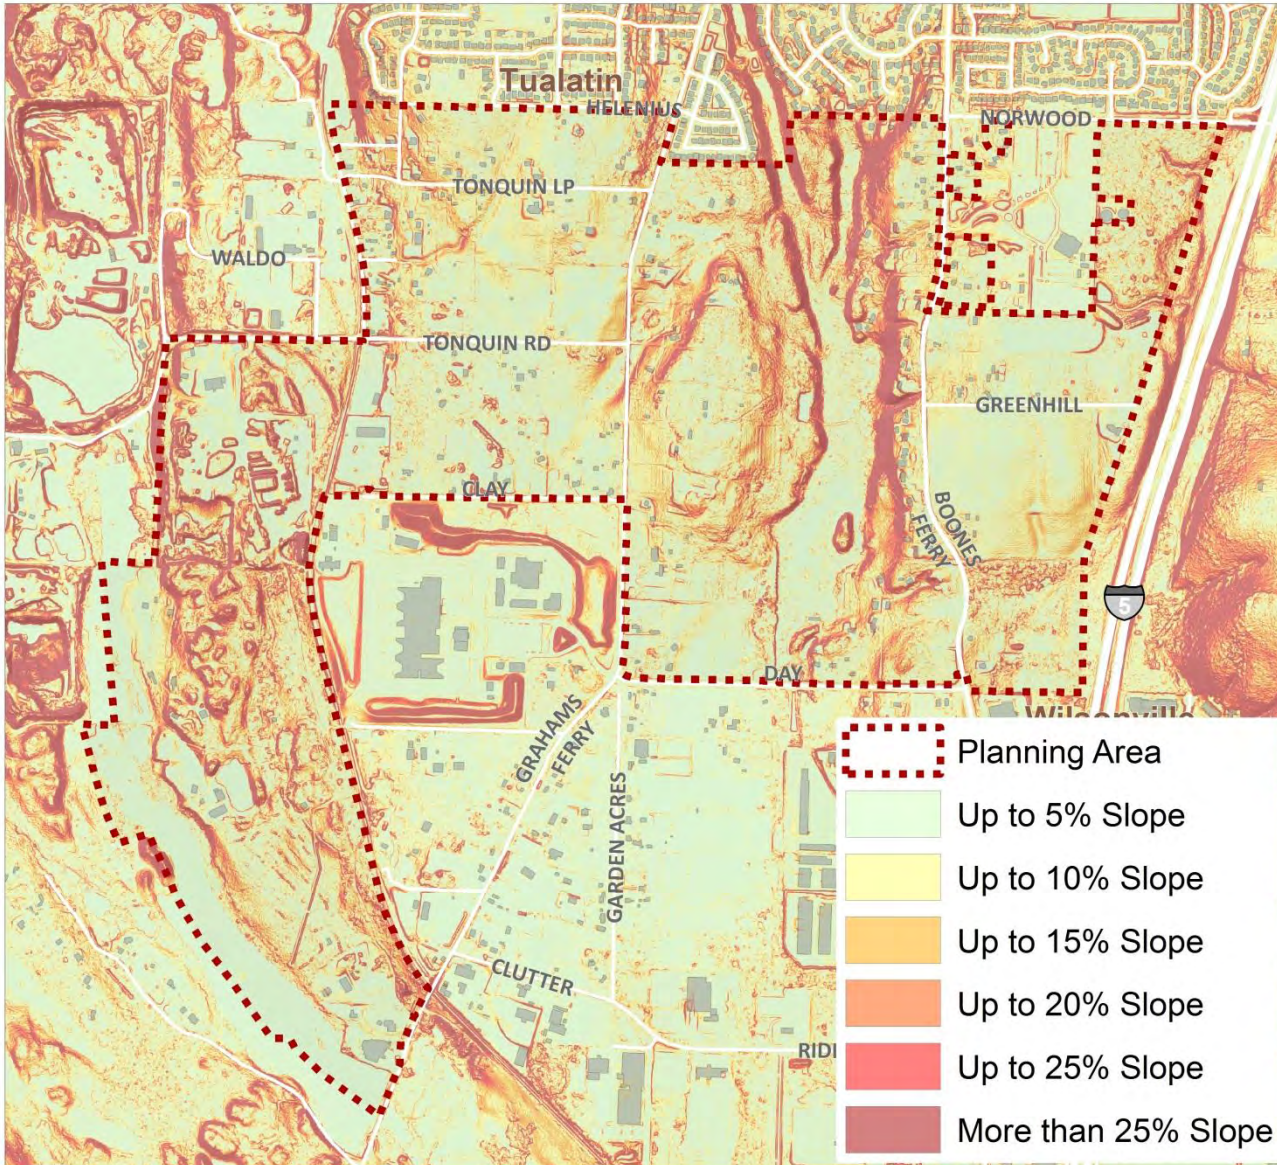 Tualatin
HELENIUS
NORWOOD
TONQUIN LP
WALDO
TONQUIN RD
GREENHILL
CLAY
BOONES
FERRY
5
DAY
Wilsonville
GRAHAMS
FERRY
GARDEN ACRES
CLUTTER
RIDE
Planning Area
Up to 5% Slope
Up to 10% Slope
Up to 15% Slope
Up to 20% Slope
Up to 25% Slope
More than 25% Slope